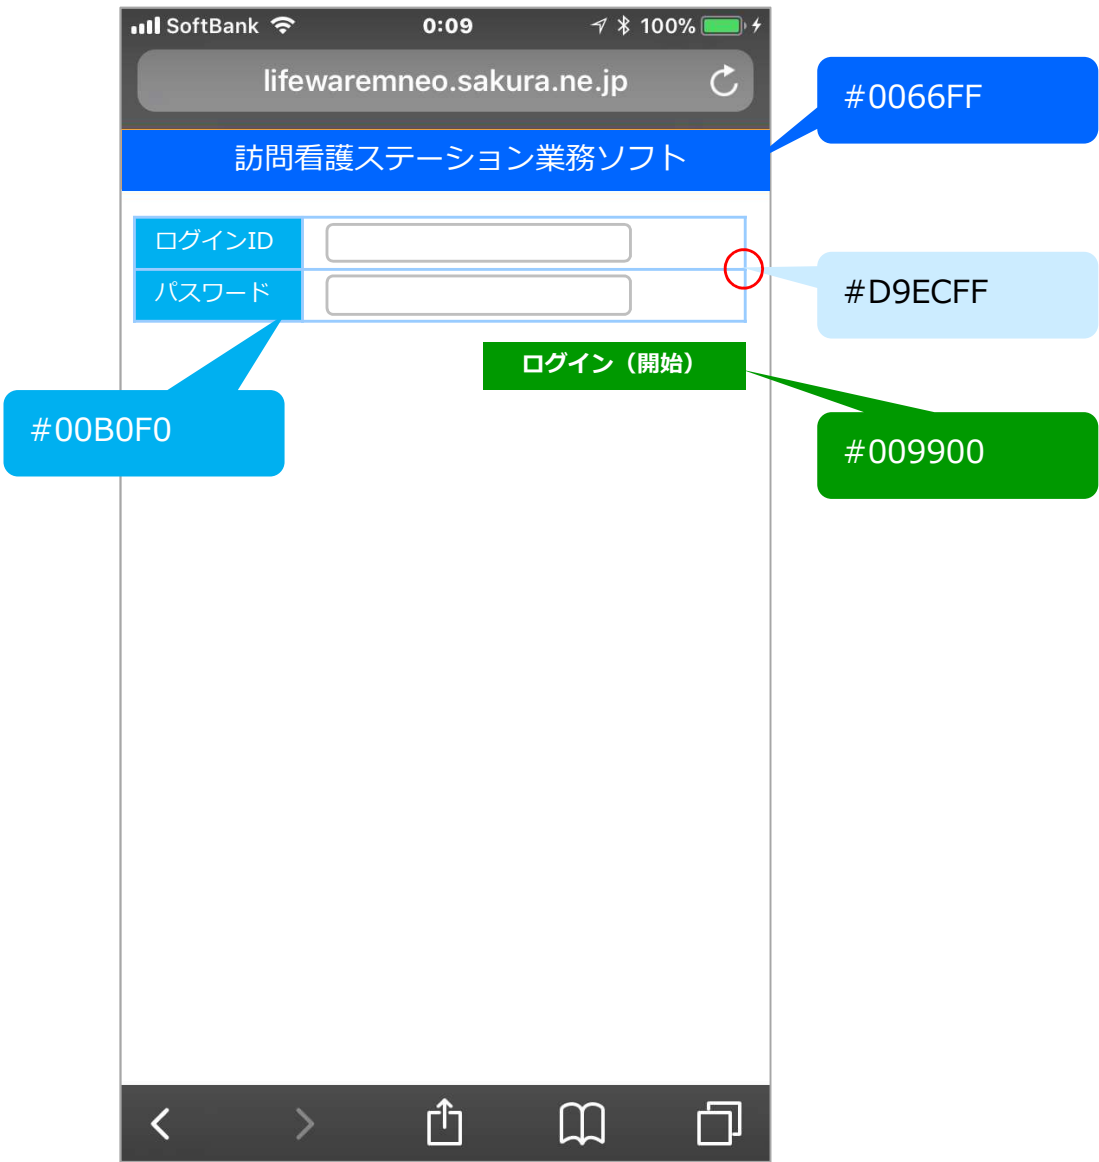 SoftBank 0:09 100%
lifewaremneo.sakura.ne.jp
#0066FF
訪問看護ステーション業務ソフト
ログインID
パスワード
#D9ECFF
ログイン（開始）
#00B0F0
#009900